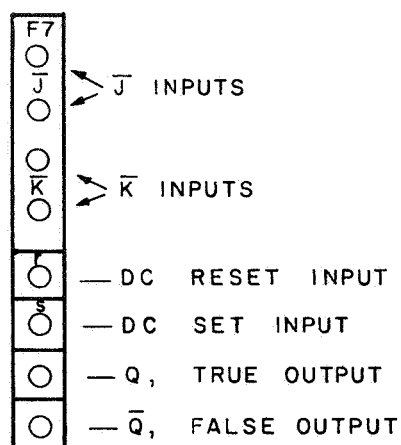 F7
J̅
J̅ INPUTS
K̅
K̅ INPUTS
r
— DC RESET INPUT
S
— DC SET INPUT
— Q, TRUE OUTPUT
— Q̅, FALSE OUTPUT